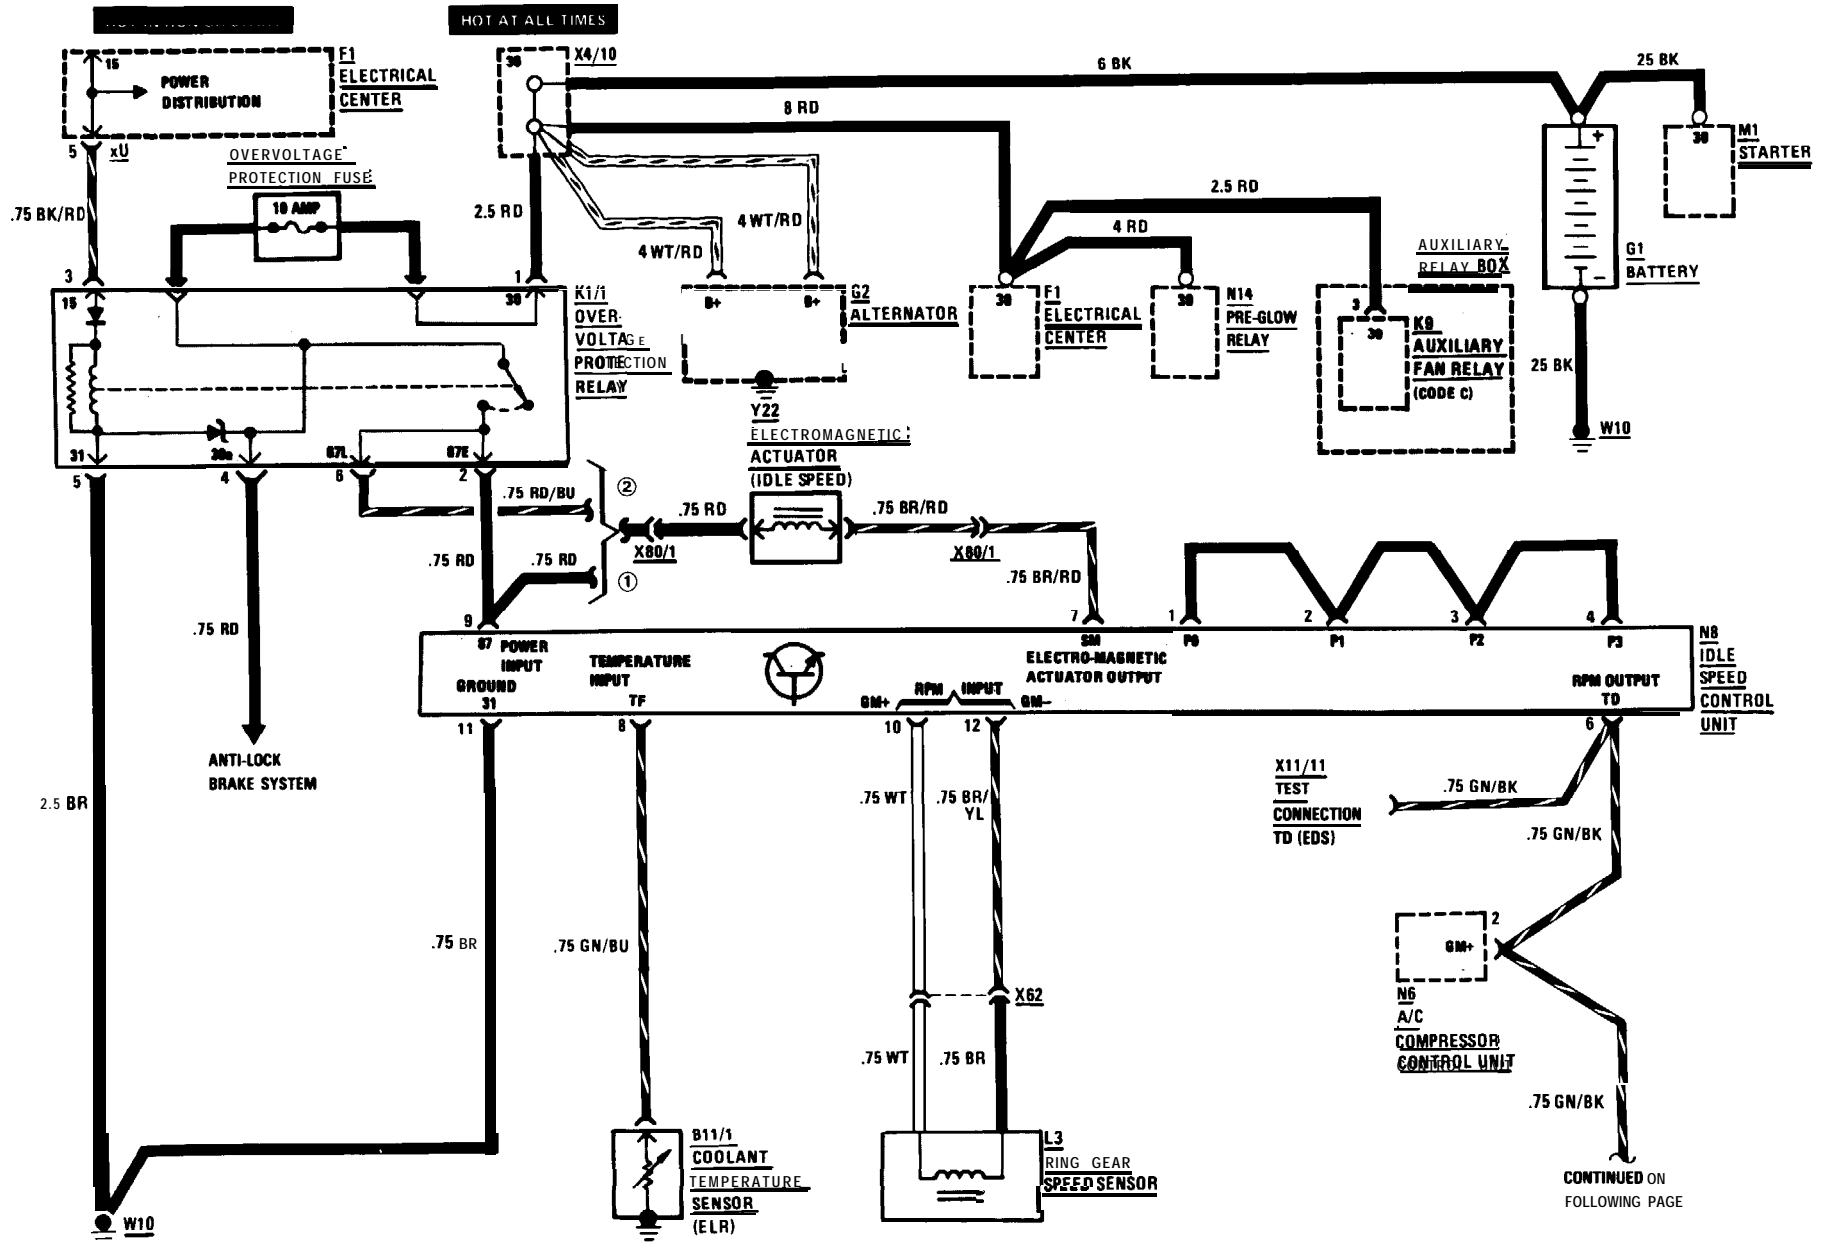 HOT AT ALL TIMES
15
POWER
DISTRIBUTION
F1
ELECTRICAL
CENTER
5 xU
.75 BK/RD
3
OVERVOLTAGE
PROTECTION FUSE
10 AMP
30
X4/10
2.5 RD
1
6 BK
8 RD
25 BK
4 WT/RD
4 WT/RD
2.5 RD
4 RD
+
-
G1
BATTERY
30
M1
STARTER
25 BK
W10
15
30
K1/1
OVER-
VOLTAGE
PROTECTION
RELAY
31
30a
87L
87E
5
4
6
2
B+
B+
G2
ALTERNATOR
30
F1
ELECTRICAL
CENTER
30
N14
PRE-GLOW
RELAY
AUXILIARY
RELAY BOX
3
30
K9
AUXILIARY
FAN RELAY
(CODE C)
Y22
ELECTROMAGNETIC
ACTUATOR
(IDLE SPEED)
.75 RD/BU
2
.75 RD
X80/1
.75 BR/RD
X80/1
.75 RD
.75 RD
1
.75 BR/RD
.75 RD
ANTI-LOCK
BRAKE SYSTEM
9
7
1
2
3
4
87 POWER
INPUT
GROUND
31
TEMPERATURE
INPUT
TF
RPM INPUT
GM+
GM-
SM
ELECTRO-MAGNETIC
ACTUATOR OUTPUT
P0
P1
P2
P3
RPM OUTPUT
TD
N8
IDLE
SPEED
CONTROL
UNIT
11
8
10
12
6
2.5 BR
.75 BR
.75 GN/BU
.75 WT
.75 BR/
YL
X62
.75 WT
.75 BR
X11/11
TEST
CONNECTION
TD (EDS)
.75 GN/BK
.75 GN/BK
2
GM+
N6
A/C
COMPRESSOR
CONTROL UNIT
.75 GN/BK
CONTINUED ON
FOLLOWING PAGE
W10
B11/1
COOLANT
TEMPERATURE
SENSOR
(ELR)
L3
RING GEAR
SPEED SENSOR